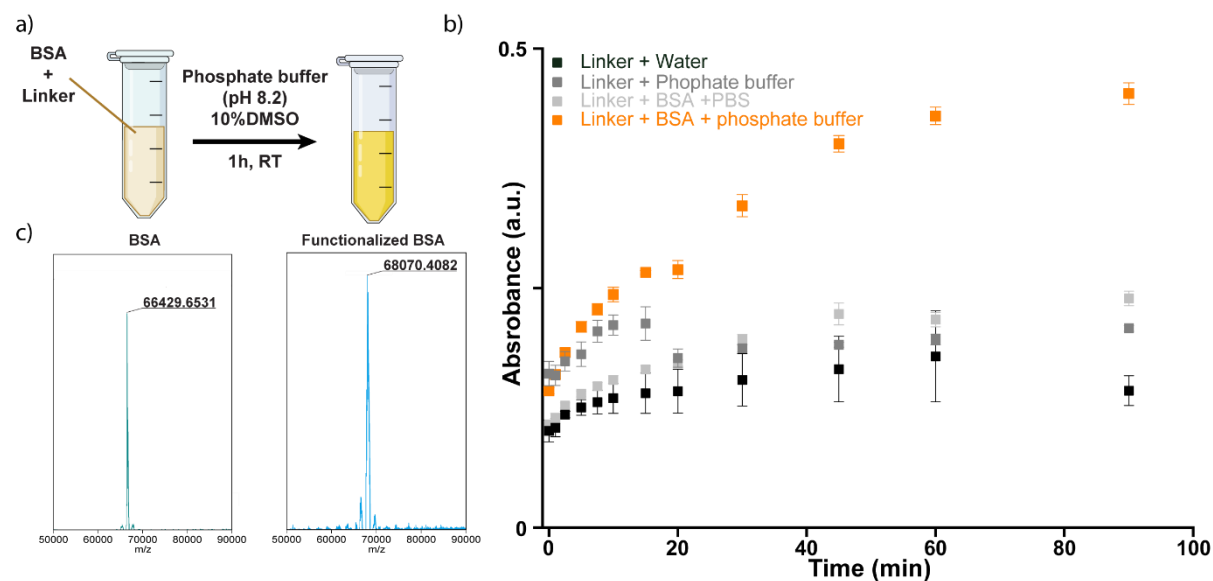 a)
BSA
+
Linker
Phosphate buffer
(pH 8.2)
10%DMSO
1h, RT
b)
0.5
Linker + Water
Linker + Phophate buffer
Linker + BSA +PBS
Linker + BSA + phosphate buffer
Absrobance (a.u.)
0
0 20 40 60 80 100
Time (min)
c)
BSA
66429.6531
50000 60000 70000 80000 90000
m/z
Functionalized BSA
68070.4082
50000 60000 70000 80000 90000
m/z